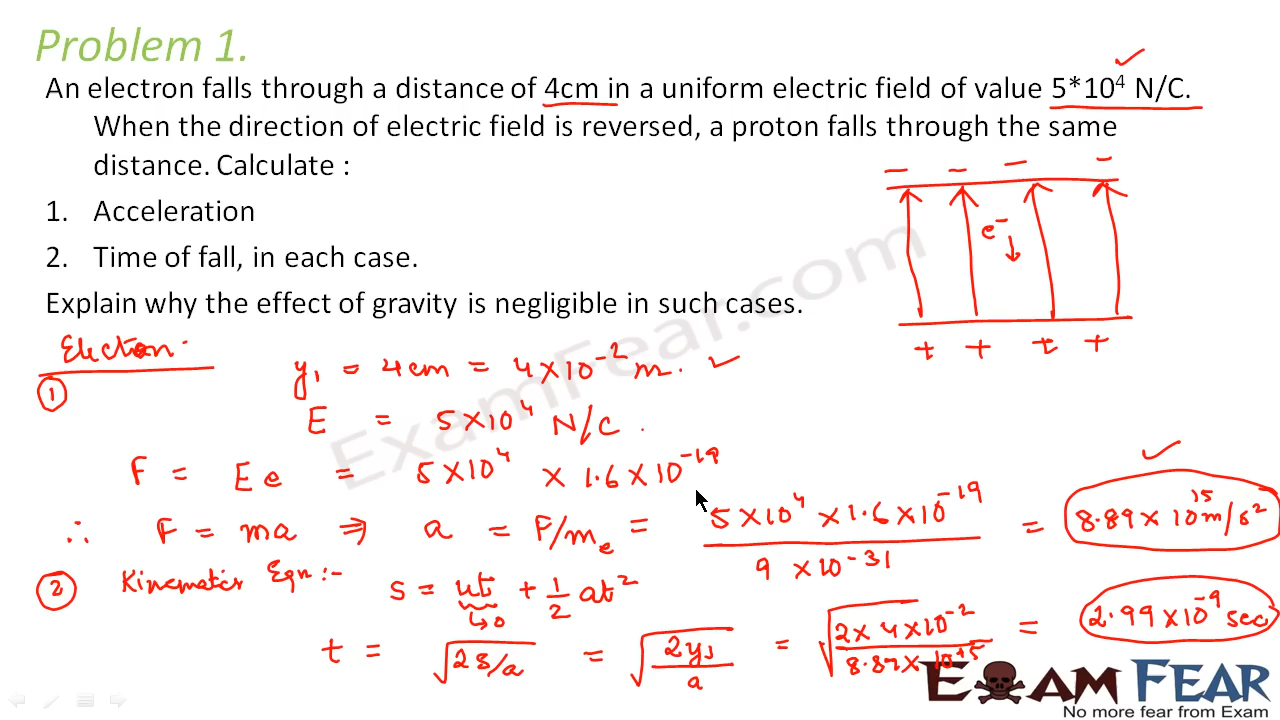 Problem 1.
An electron falls through a distance of 4cm in a uniform electric field of value 5*10⁴ N/C.
When the direction of electric field is reversed, a proton falls through the same
distance. Calculate :
1. Acceleration
2. Time of fall, in each case.
Explain why the effect of gravity is negligible in such cases.
− − − −
e⁻ ↓
+ + + +
Electron.
① y₁ = 4cm = 4×10⁻² m. ✓
E = 5×10⁴ N/C.
F = Ee = 5×10⁴ × 1.6×10⁻¹⁹
∴ F = ma ⇒ a = F/mₑ = 5×10⁴ × 1.6×10⁻¹⁹ / 9×10⁻³¹ = 8.89×10¹⁵ m/s²
② Kinematics Eqn:- s = ut + 1/2 at²
↳ 0
t = √2s/a = √2y₁/a = √2×4×10⁻²/8.89×10⁺¹⁵ = 2.99×10⁻⁹ sec
ExamFear.com
EXAM FEAR
No more fear from Exam